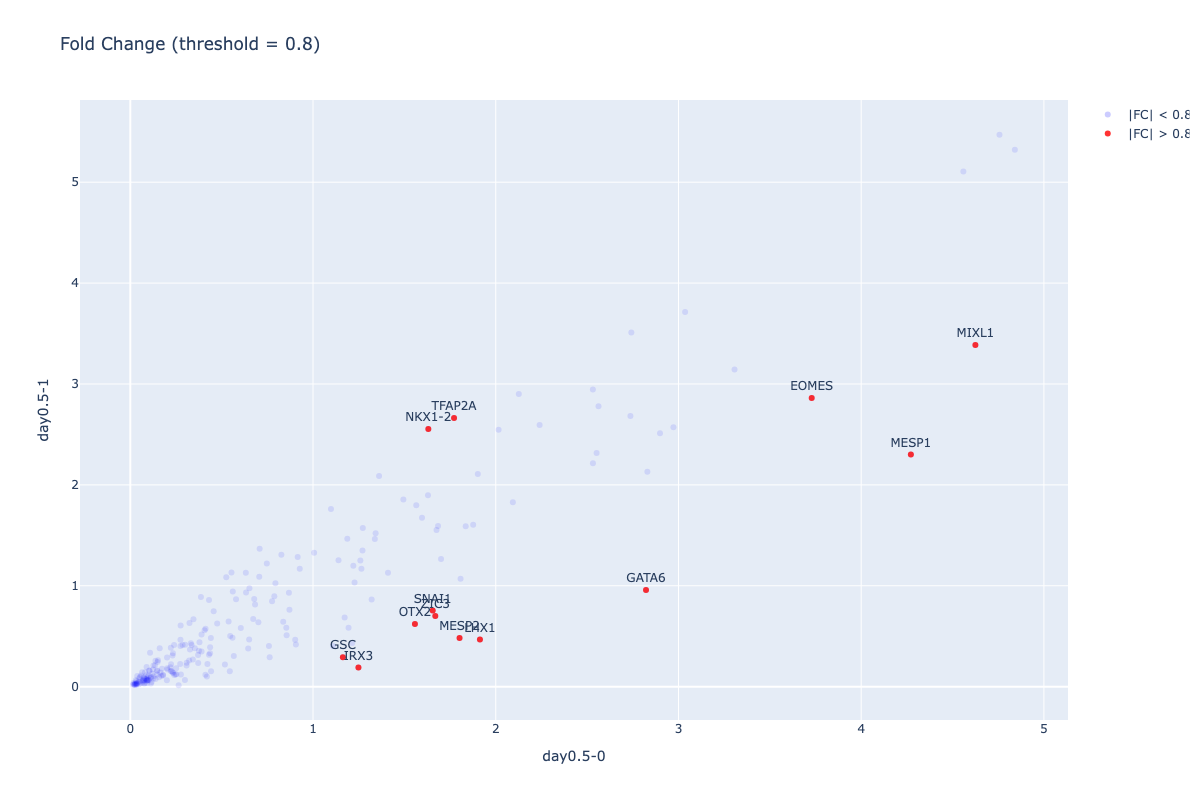 Fold Change (threshold = 0.8)
|FC| < 0.8
|FC| > 0.8
5
4
3
2
1
0
day0.5-1
MIXL1
EOMES
TFAP2A
NKX1-2
MESP1
GATA6
SNAI1
ZIC3
OTX2
MESP2
LHX1
GSC
IRX3
0
1
2
3
4
5
day0.5-0